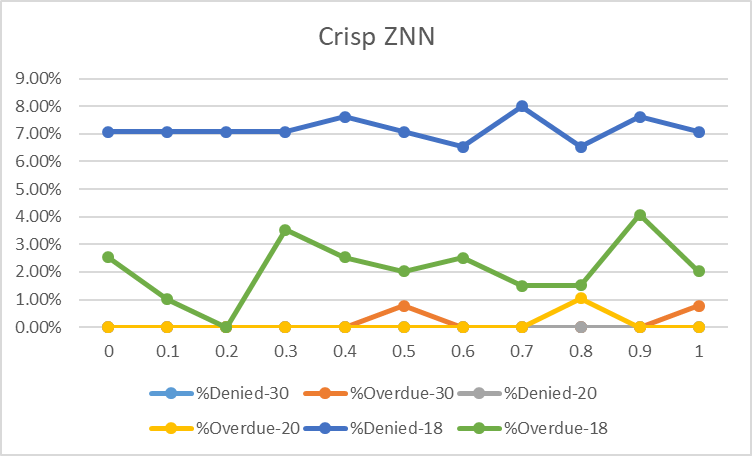 Crisp ZNN
9.00%
8.00%
7.00%
6.00%
5.00%
4.00%
3.00%
2.00%
1.00%
0.00%
0 0.1 0.2 0.3 0.4 0.5 0.6 0.7 0.8 0.9 1
%Denied-30 %Overdue-30 %Denied-20
%Overdue-20 %Denied-18 %Overdue-18